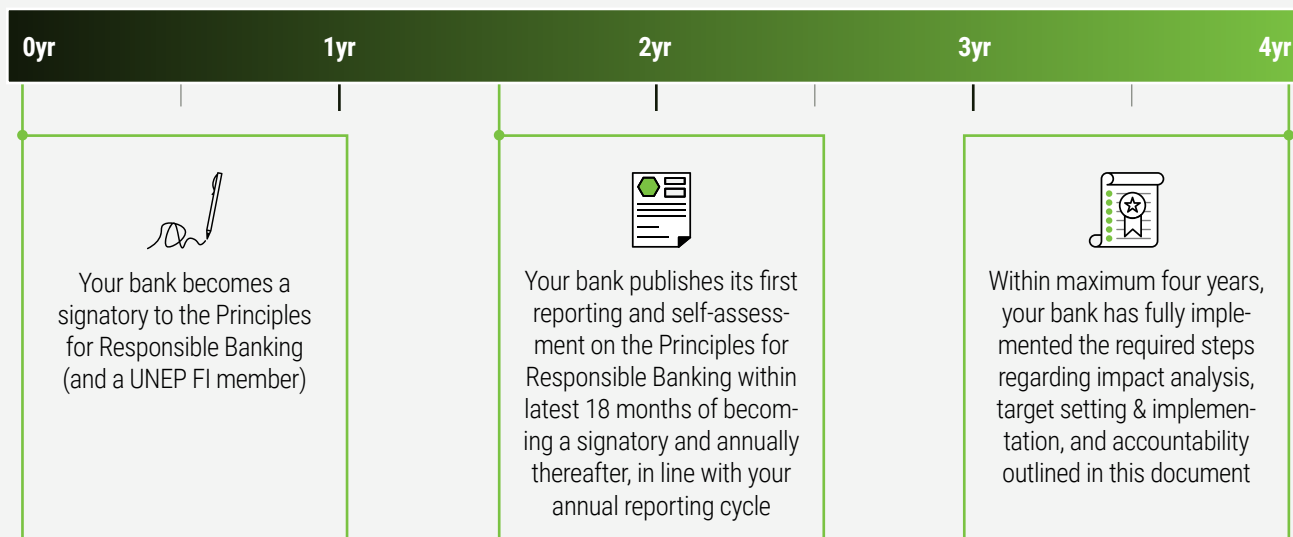 0yr 1yr 2yr 3yr 4yr
Your bank becomes a
signatory to the Principles
for Responsible Banking
(and a UNEP FI member)
Your bank publishes its first
reporting and self-assess-
ment on the Principles for
Responsible Banking within
latest 18 months of becom-
ing a signatory and annually
thereafter, in line with your
annual reporting cycle
Within maximum four years,
your bank has fully imple-
mented the required steps
regarding impact analysis,
target setting & implemen-
tation, and accountability
outlined in this document